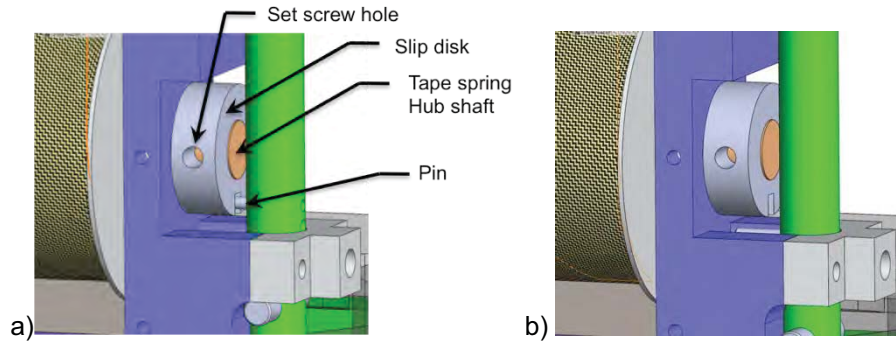 Set screw hole
Slip disk
Tape spring
Hub shaft
Pin
a)
b)